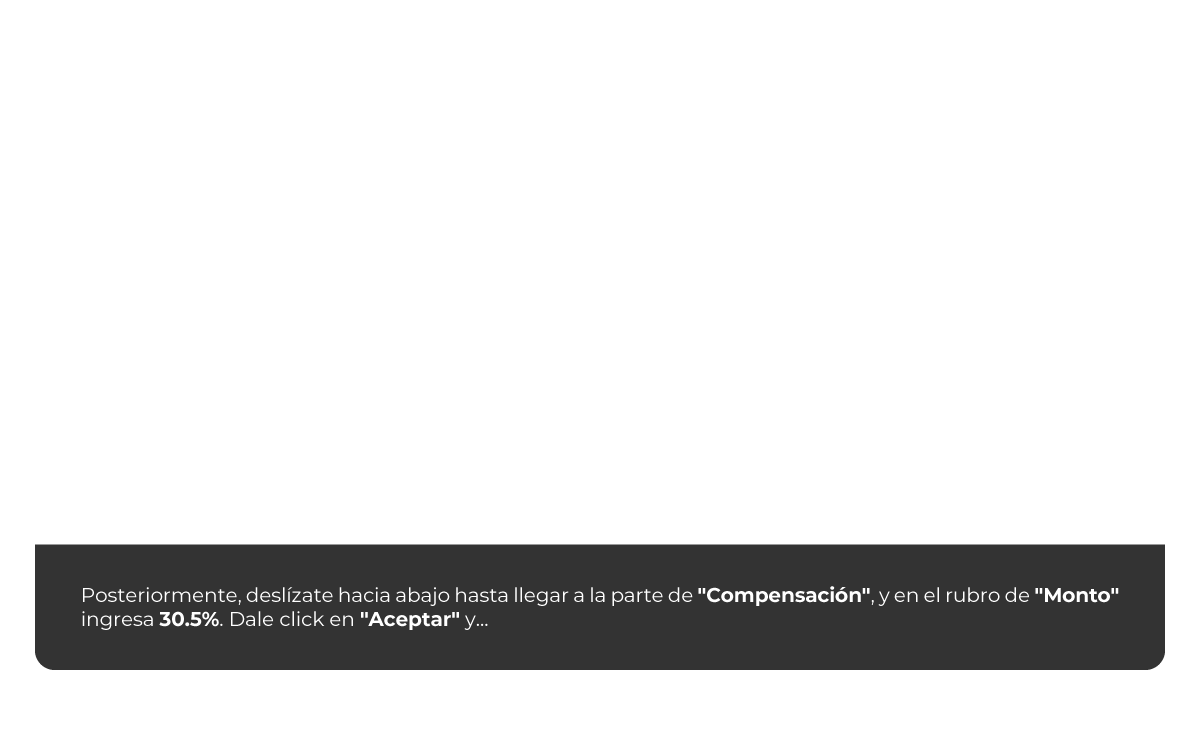 Posteriormente, deslízate hacia abajo hasta llegar a la parte de "Compensación", y en el rubro de "Monto"
ingresa 30.5%. Dale click en "Aceptar" y...